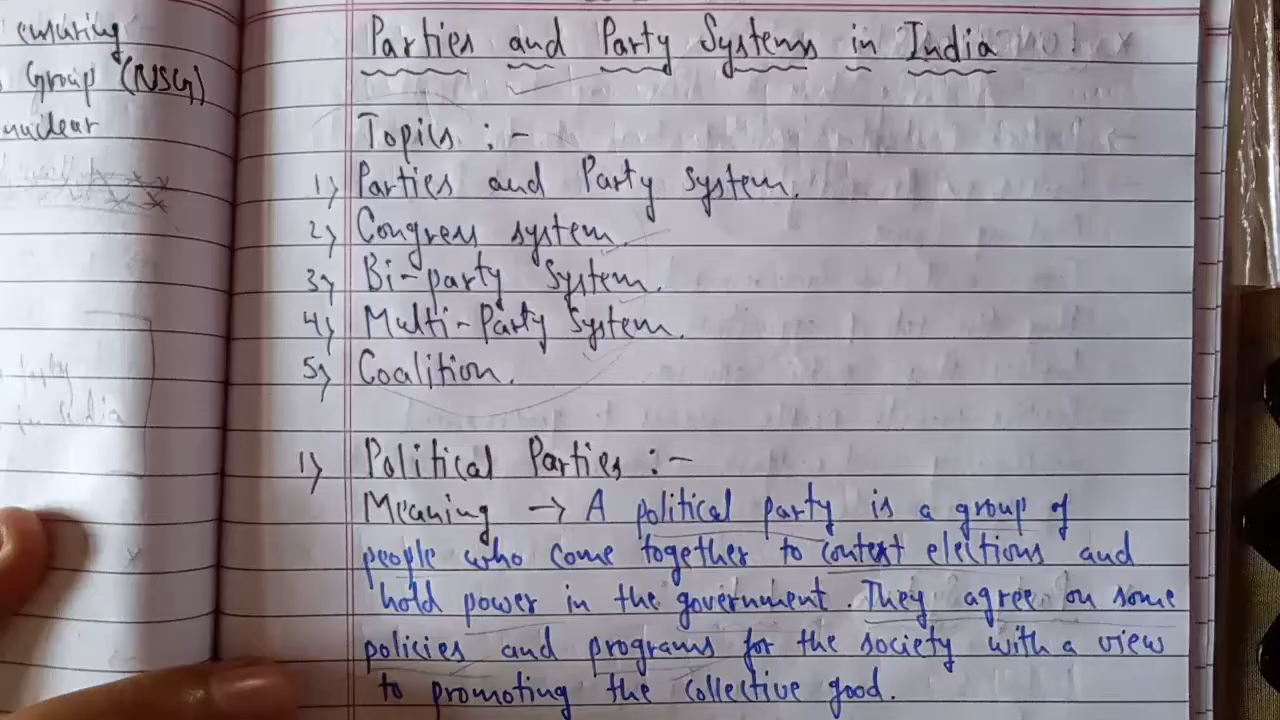 ensuring
Group (NSG)
nuclear
Parties and Party Systems in India
Topics :-
1) Parties and Party System.
2) Congress system.
3) Bi-party System.
4) Multi-Party System.
5) Coalition.
1) Political Parties :-
Meaning → A political party is a group of
people who come together to contest elections and
hold power in the government. They agree on some
policies and programs for the society with a view
to promoting the collective good.